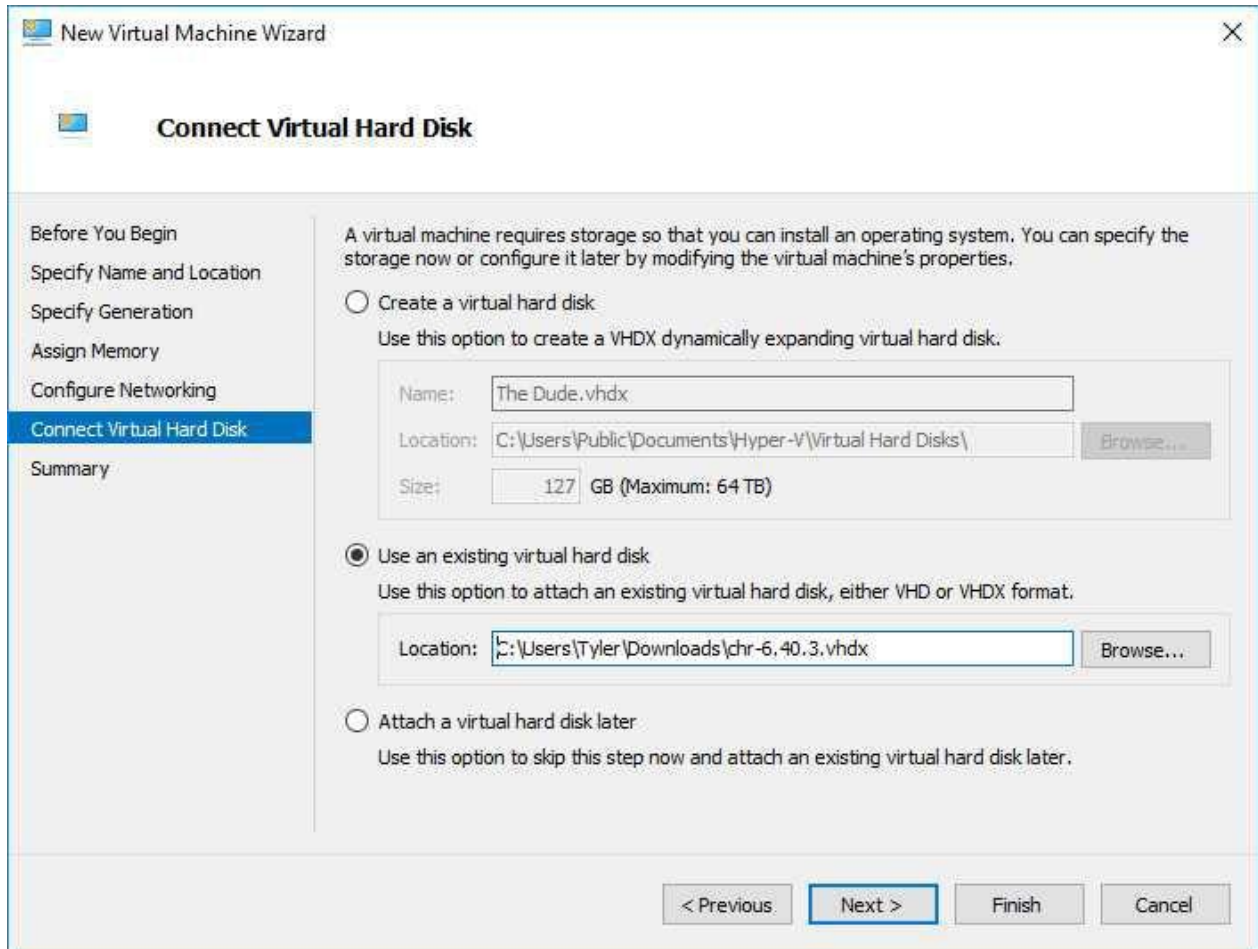 New Virtual Machine Wizard
Connect Virtual Hard Disk
Before You Begin
Specify Name and Location
Specify Generation
Assign Memory
Configure Networking
Connect Virtual Hard Disk
Summary
A virtual machine requires storage so that you can install an operating system. You can specify the
storage now or configure it later by modifying the virtual machine's properties.
Create a virtual hard disk
Use this option to create a VHDX dynamically expanding virtual hard disk.
Name: The Dude.vhdx
Location: C:\Users\Public\Documents\Hyper-V\Virtual Hard Disks\ Browse...
Size: 127 GB (Maximum: 64 TB)
Use an existing virtual hard disk
Use this option to attach an existing virtual hard disk, either VHD or VHDX format.
Location: C:\Users\Tyler\Downloads\chr-6.40.3.vhdx Browse...
Attach a virtual hard disk later
Use this option to skip this step now and attach an existing virtual hard disk later.
< Previous Next > Finish Cancel